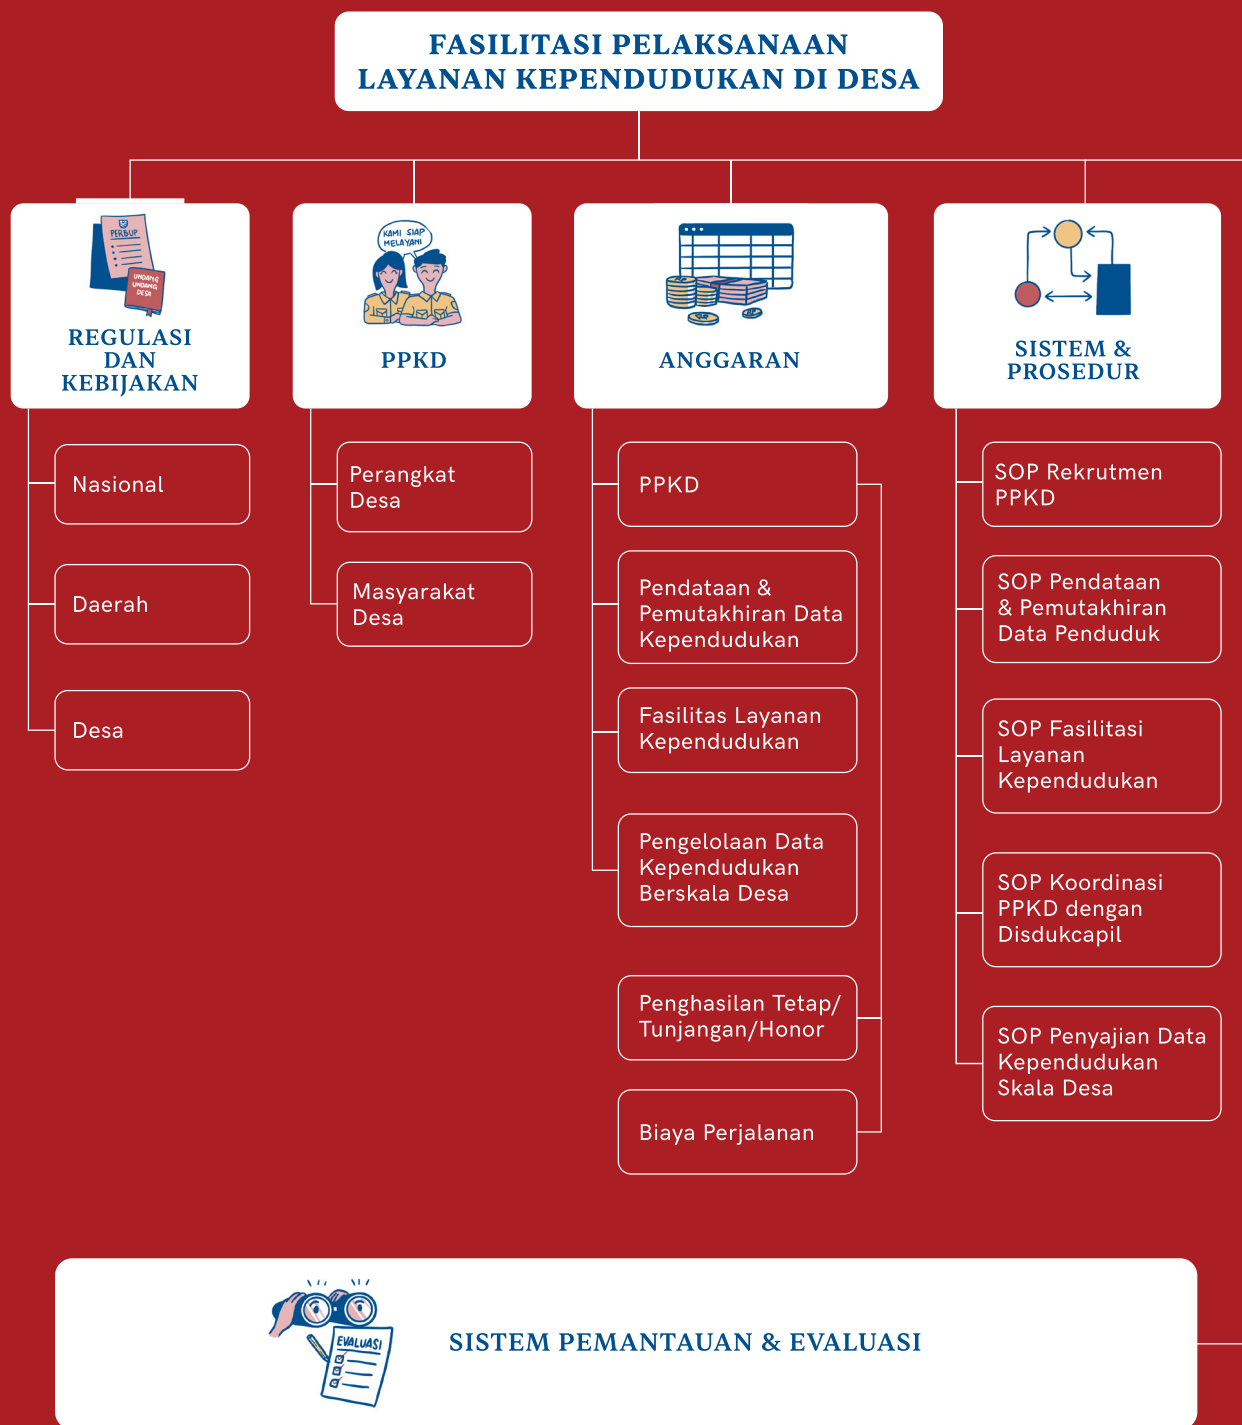 FASILITASI PELAKSANAAN
LAYANAN KEPENDUDUKAN DI DESA
PERBUP
UNDANG
UNDANG
DESA
REGULASI
DAN
KEBIJAKAN
Nasional
Daerah
Desa
KAMI SIAP
MELAYANI
PPKD
Perangkat
Desa
Masyarakat
Desa
ANGGARAN
PPKD
Pendataan &
Pemutakhiran Data
Kependudukan
Fasilitas Layanan
Kependudukan
Pengelolaan Data
Kependudukan
Berskala Desa
Penghasilan Tetap/
Tunjangan/Honor
Biaya Perjalanan
SISTEM &
PROSEDUR
SOP Rekrutmen
PPKD
SOP Pendataan
& Pemutakhiran
Data Penduduk
SOP Fasilitasi
Layanan
Kependudukan
SOP Koordinasi
PPKD dengan
Disdukcapil
SOP Penyajian Data
Kependudukan
Skala Desa
EVALUASI
SISTEM PEMANTAUAN & EVALUASI